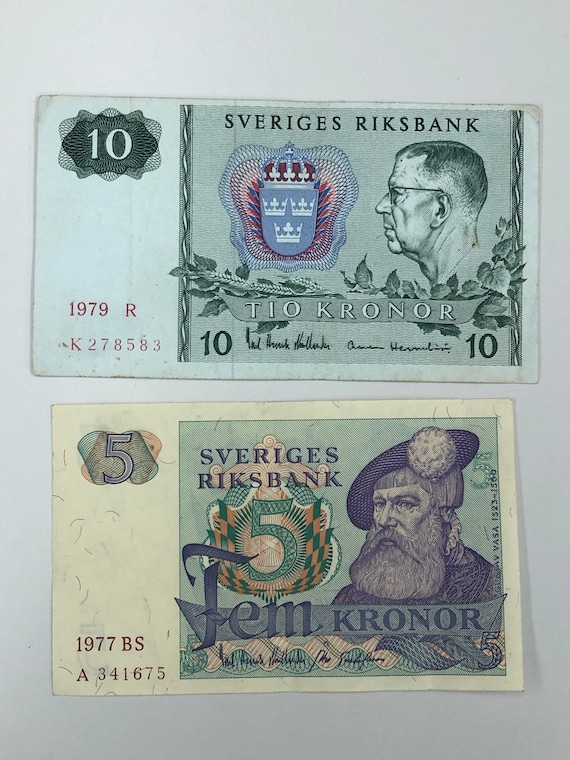 10
SVERIGES RIKSBANK
TIO KRONOR
1979 R
K 278583
10
10
5
SVERIGES
RIKSBANK
5
VASA 1523-1560
Fem KRONOR
1977 BS
A 341675
5
5